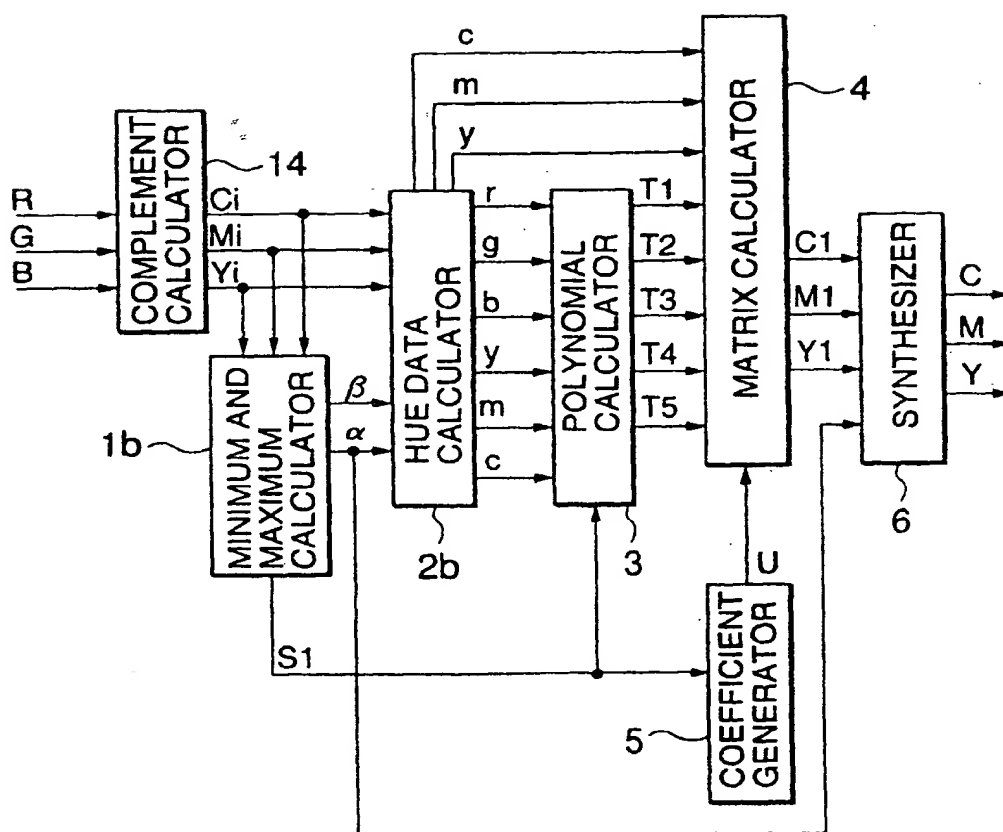 c
m
y
4
MATRIX CALCULATOR
COMPLEMENT
CALCULATOR
14
R
G
B
Ci
Mi
Yi
HUE DATA
CALCULATOR
2b
r
g
b
y
m
c
POLYNOMIAL
CALCULATOR
3
T1
T2
T3
T4
T5
C1
M1
Y1
SYNTHESIZER
6
C
M
Y
1b
MINIMUM AND
MAXIMUM
CALCULATOR
β
α
S1
U
5
COEFFICIENT
GENERATOR